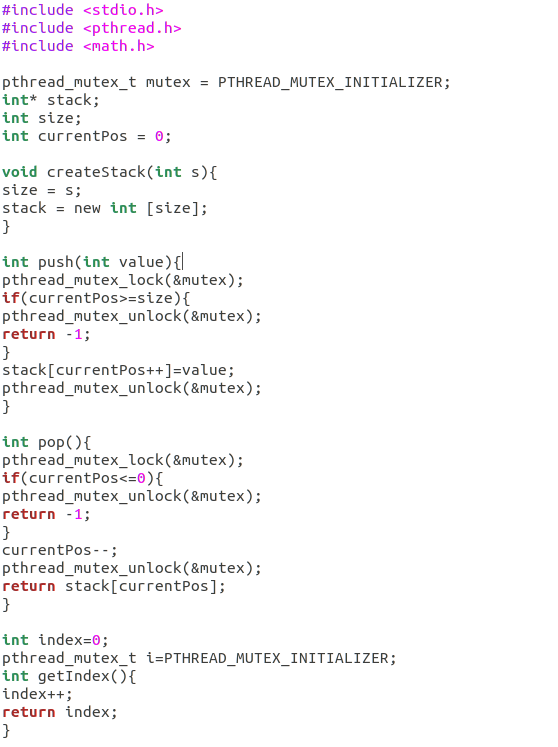 #include <stdio.h>
#include <pthread.h>
#include <math.h>
pthread_mutex_t mutex = PTHREAD_MUTEX_INITIALIZER;
int* stack;
int size;
int currentPos = 0;
void createStack(int s){
size = s;
stack = new int [size];
}
int push(int value){
pthread_mutex_lock(&mutex);
if(currentPos>=size){
pthread_mutex_unlock(&mutex);
return -1;
}
stack[currentPos++]=value;
pthread_mutex_unlock(&mutex);
}
int pop(){
pthread_mutex_lock(&mutex);
if(currentPos<=0){
pthread_mutex_unlock(&mutex);
return -1;
}
currentPos--;
pthread_mutex_unlock(&mutex);
return stack[currentPos];
}
int index=0;
pthread_mutex_t i=PTHREAD_MUTEX_INITIALIZER;
int getIndex(){
index++;
return index;
}